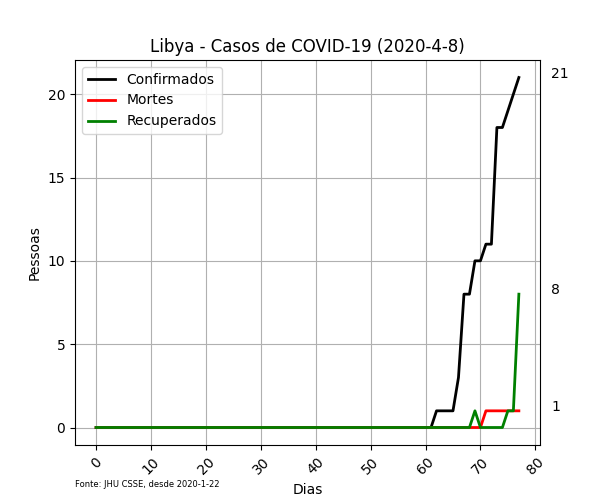 Libya - Casos de COVID-19 (2020-4-8)
Confirmados
Mortes
Recuperados
21
8
1
Pessoas
20
15
10
5
0
0 10 20 30 40 50 60 70 80
Fonte: JHU CSSE, desde 2020-1-22
Dias